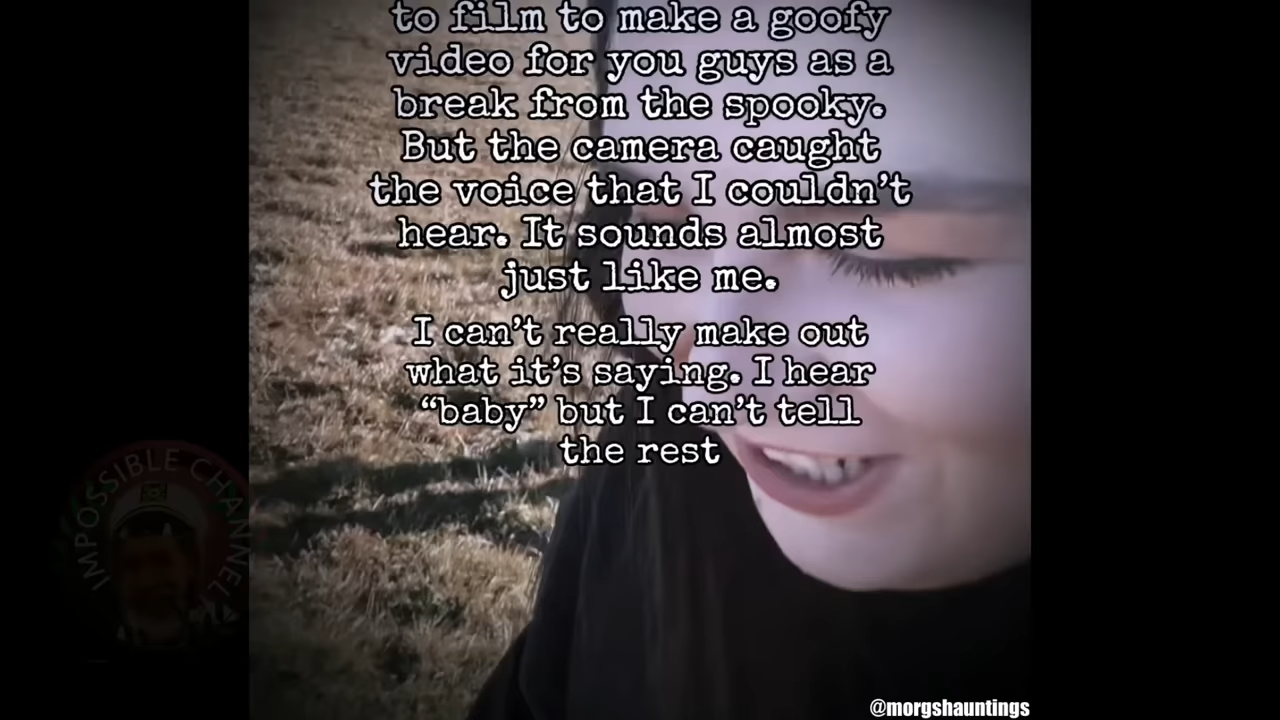 to film to make a goofy
video for you guys as a
break from the spooky.
But the camera caught
the voice that I couldn't
hear. It sounds almost
just like me.
I can't really make out
what it's saying. I hear
“baby” but I can't tell
the rest
IMPOSSIBLE CHANNEL
@morgshauntings